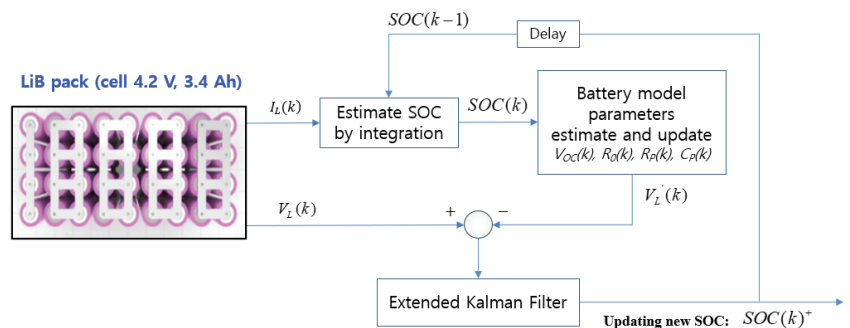 SOC(k−1)
Delay
LiB pack (cell 4.2 V, 3.4 Ah)
I_L(k)
Estimate SOC
by integration
SOC(k)
Battery model
parameters
estimate and update
V_OC(k), R_0(k), R_P(k), C_P(k)
V_L(k)
+
−
V_L'(k)
Extended Kalman Filter
Updating new SOC: SOC(k)⁺